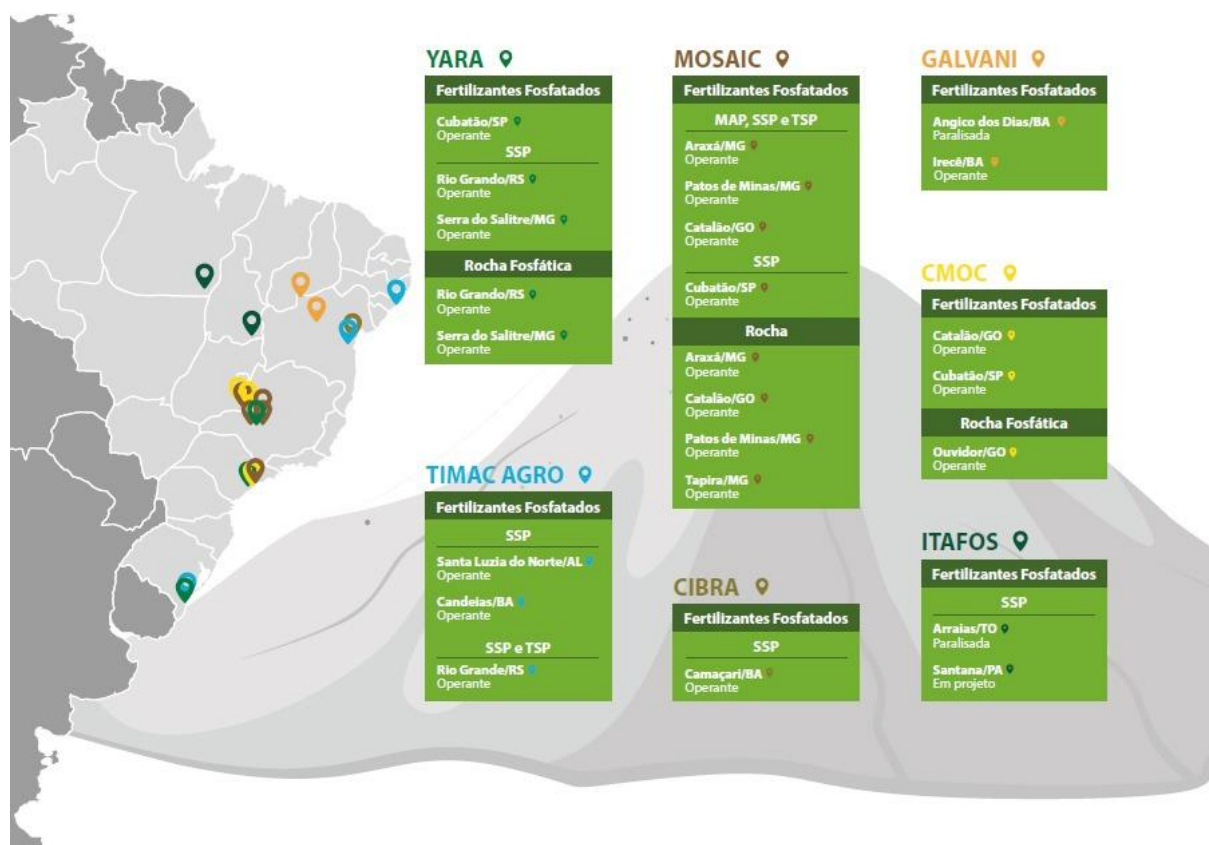 YARA
Fertilizantes Fosfatados
Cubatão/SP
Operante
SSP
Rio Grando/RS
Operante
Serra do Salitre/MG
Operante
Rocha Fosfática
Rio Grando/RS
Operante
Serra do Salitre/MG
Operante
MOSAIC
Fertilizantes Fosfatados
MAP, SSP e TSP
Araxá/MG
Operante
Patos de Minas/MG
Operante
Catalão/GO
Operante
SSP
Cubatão/SP
Operante
Rocha
Araxá/MG
Operante
Catalão/GO
Operante
Patos de Minas/MG
Operante
Tapira/MG
Operante
GALVANI
Fertilizantes Fosfatados
Angico dos Dias/BA
Paralisada
Irecê/BA
Operante
CMOC
Fertilizantes Fosfatados
Catalão/GO
Operante
Cubatão/SP
Operante
Rocha Fosfática
Ouvidor/GO
Operante
TIMAC AGRO
Fertilizantes Fosfatados
SSP
Santa Luzia do Norte/AL
Operante
Candeias/BA
Operante
SSP e TSP
Rio Grande/RS
Operante
CIBRA
Fertilizantes Fosfatados
SSP
Camaçari/BA
Operante
ITAFOS
Fertilizantes Fosfatados
SSP
Arraias/TO
Paralisada
Santana/PA
Em projeto